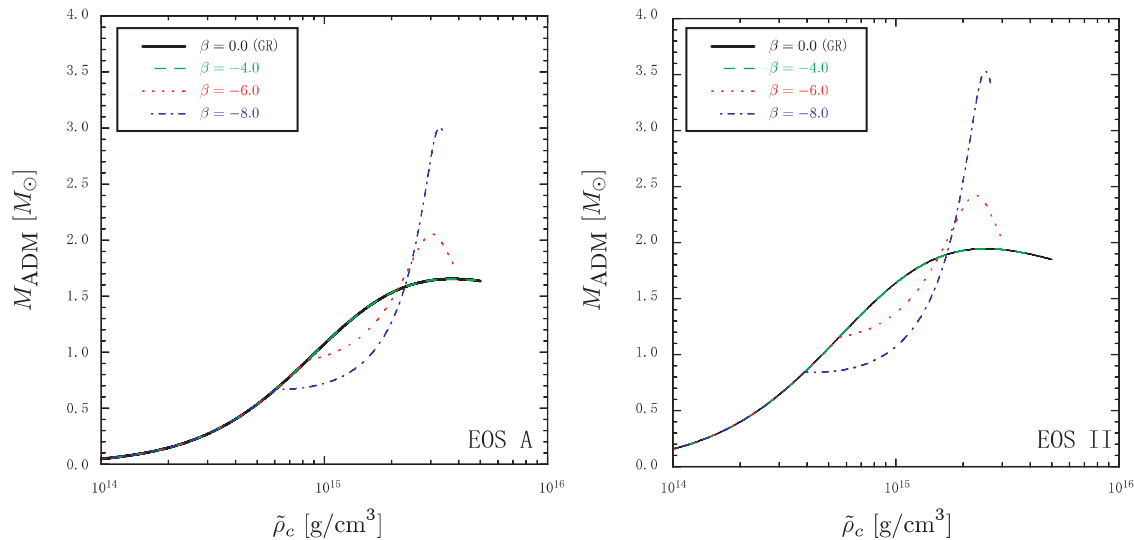 4.0
3.5
3.0
2.5
2.0
1.5
1.0
0.5
0.0
M_ADM [M_⊙]
β = 0.0 (GR)
β = −4.0
β = −6.0
β = −8.0
EOS A
10^14
10^15
10^16
ρ̃_c [g/cm^3]
4.0
3.5
3.0
2.5
2.0
1.5
1.0
0.5
0.0
M_ADM [M_⊙]
β = 0.0 (GR)
β = −4.0
β = −6.0
β = −8.0
EOS II
10^14
10^15
10^16
ρ̃_c [g/cm^3]